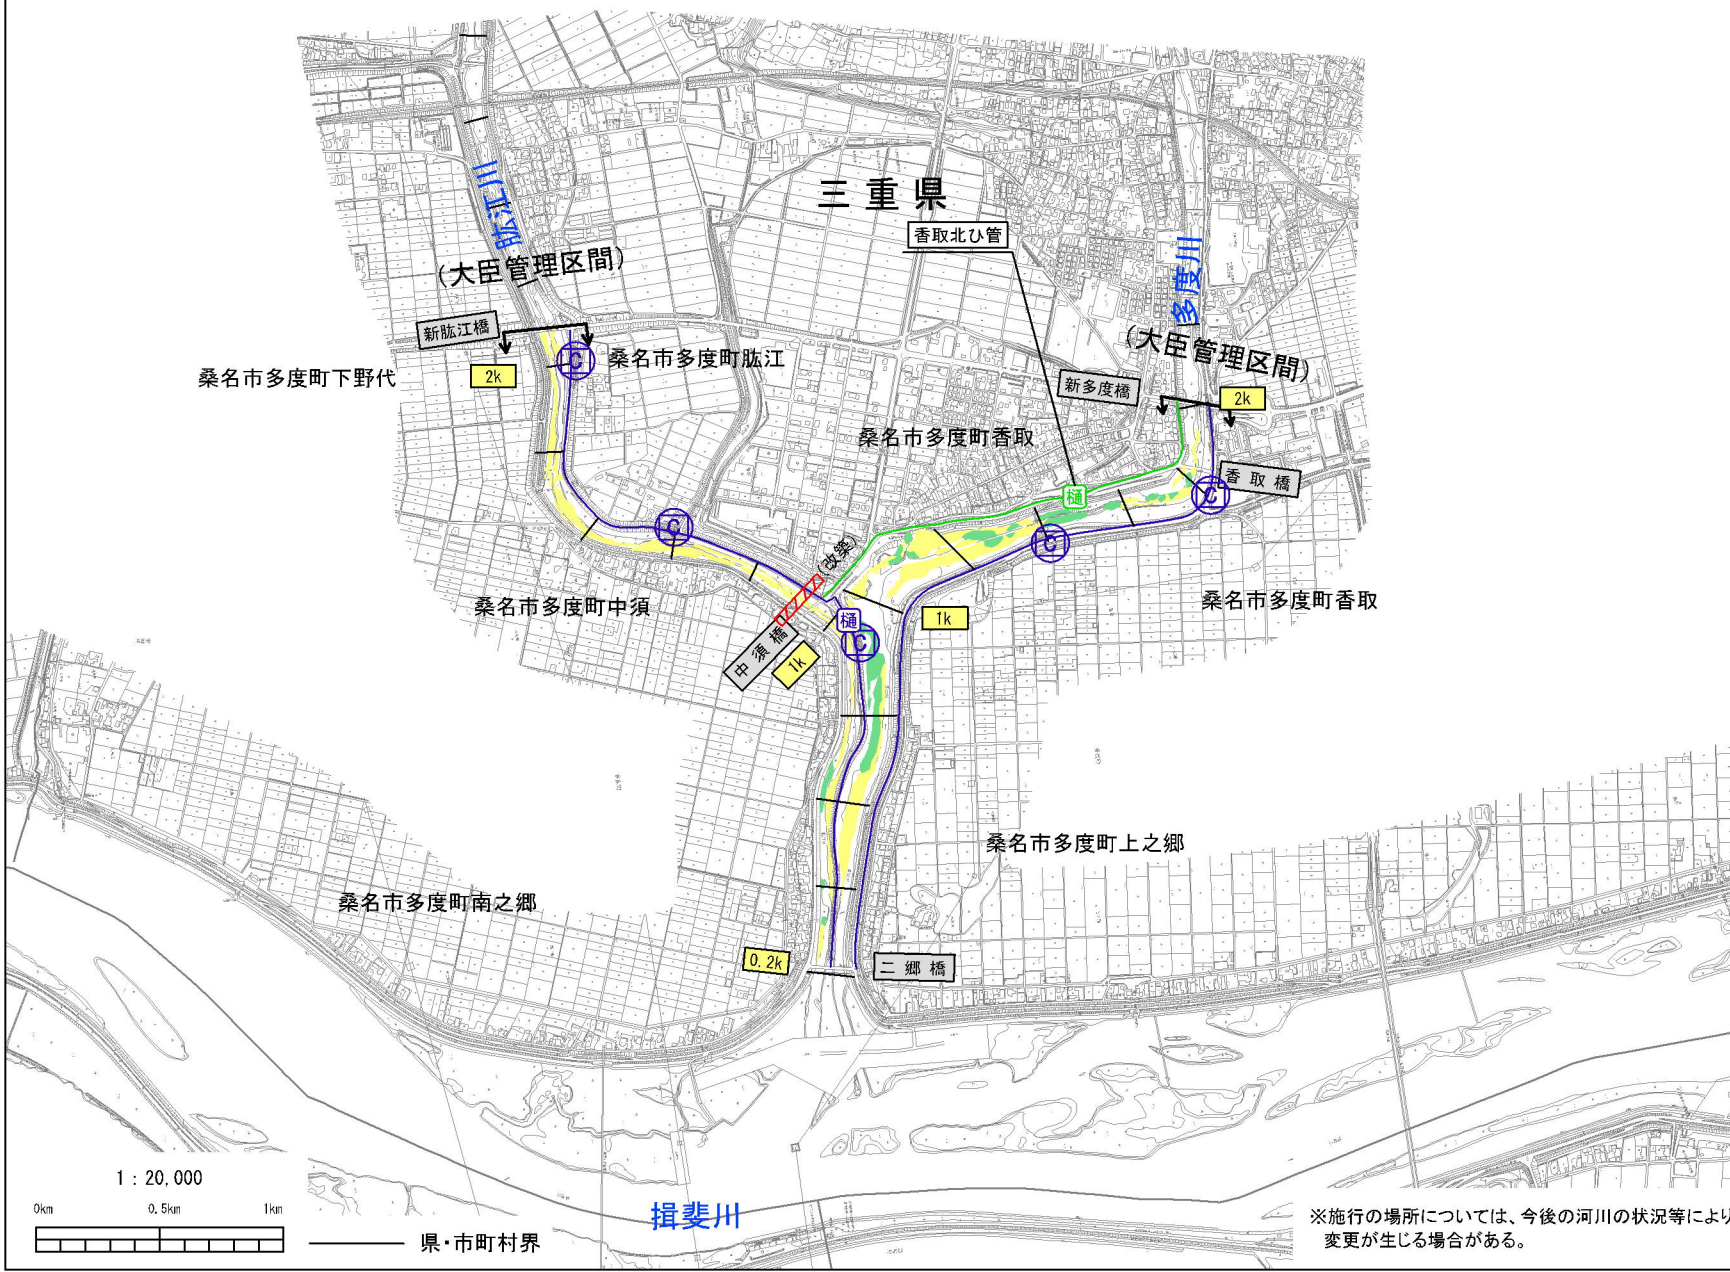 三重県
肱江川
(大臣管理区間)
香取北ひ管
多度川
(大臣管理区間)
新肱江橋
2k
C
桑名市多度町肱江
桑名市多度町下野代
新多度橋
2k
桑名市多度町香取
香取橋
C
樋
C
C
(改築)
桑名市多度町中須
桑名市多度町香取
1k
樋
C
中須橋
1k
桑名市多度町上之郷
桑名市多度町南之郷
0.2k
二郷橋
揖斐川
1:20,000
0km 0.5km 1km
県・市町村界
※施行の場所については、今後の河川の状況等により
変更が生じる場合がある。